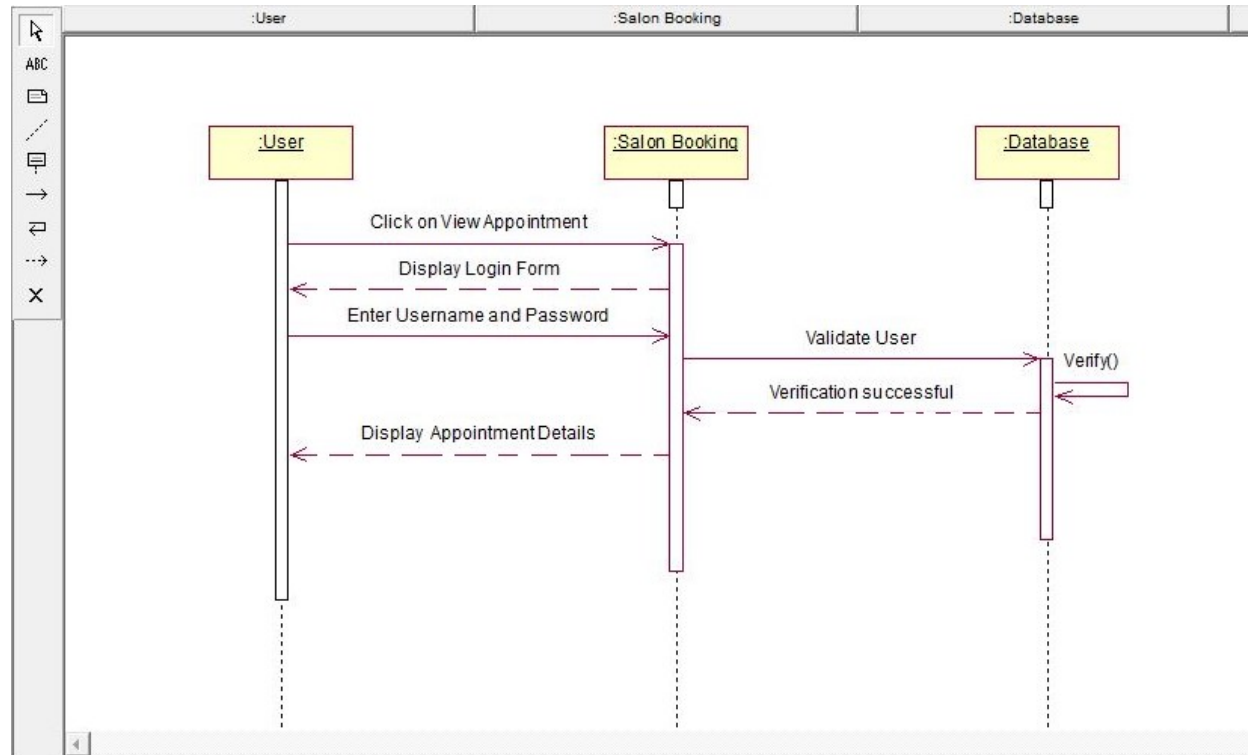 :User
:Salon Booking
:Database
ABC
:User
:Salon Booking
:Database
Click on View Appointment
Display Login Form
Enter Username and Password
Validate User
Verify()
Verification successful
Display Appointment Details